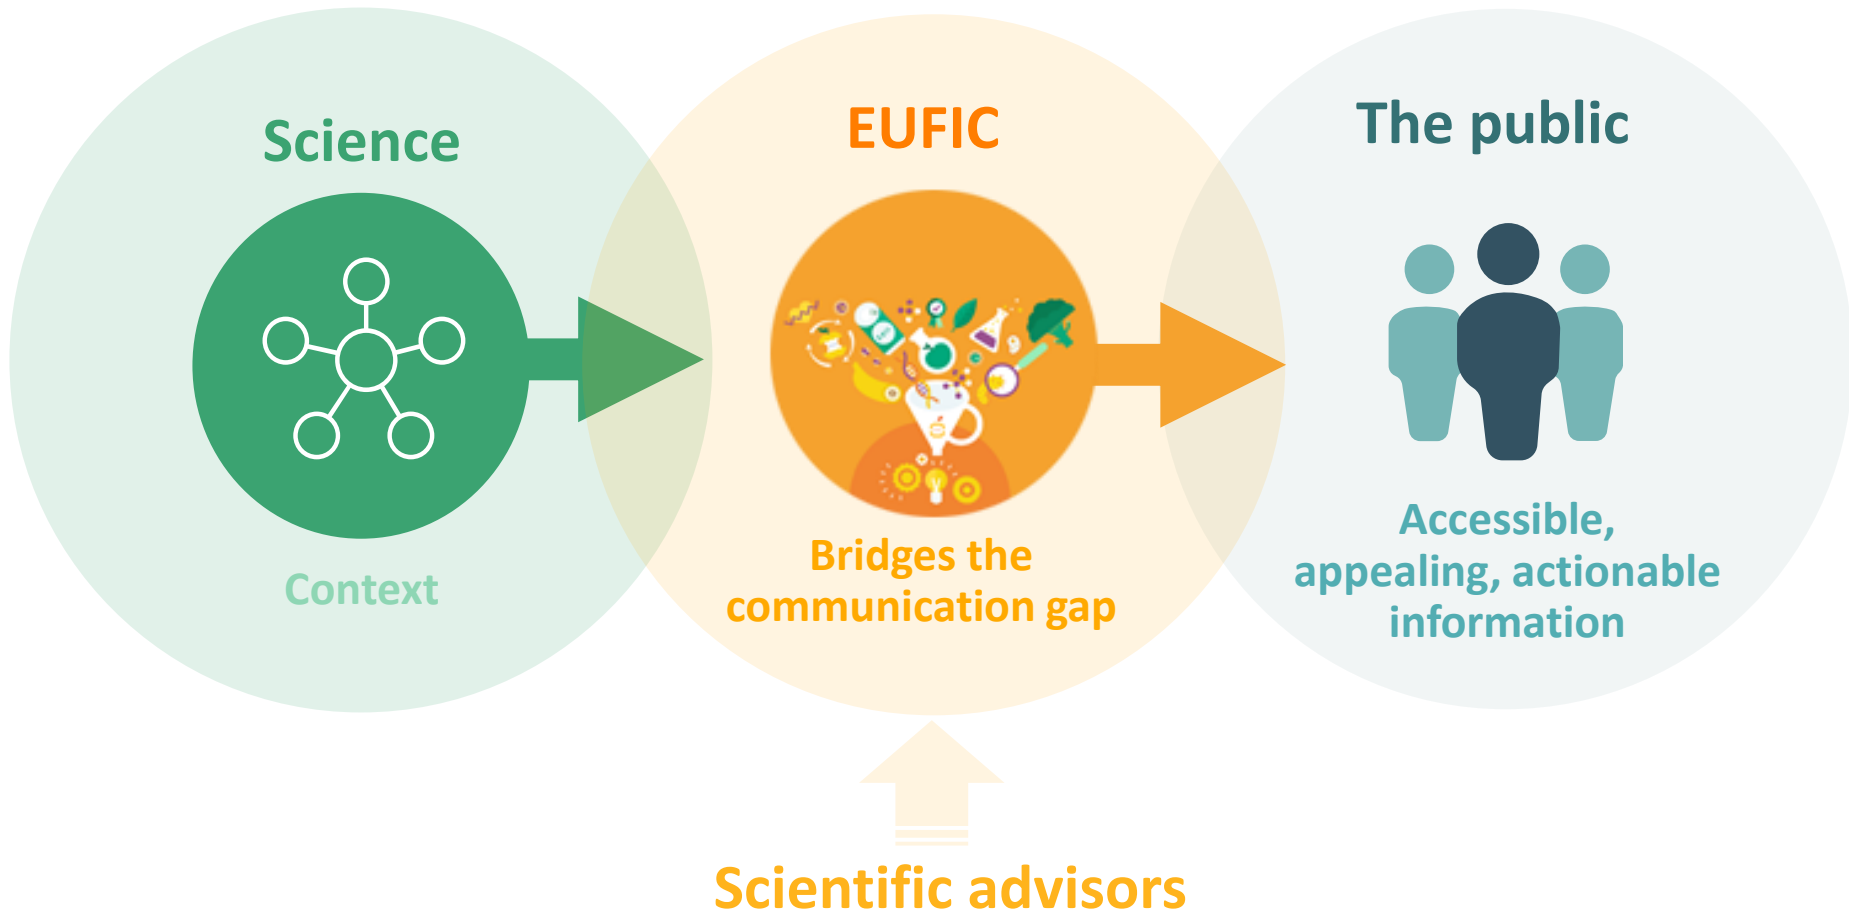 Science
Context
EUFIC
Bridges the
communication gap
The public
Accessible,
appealing, actionable
information
Scientific advisors